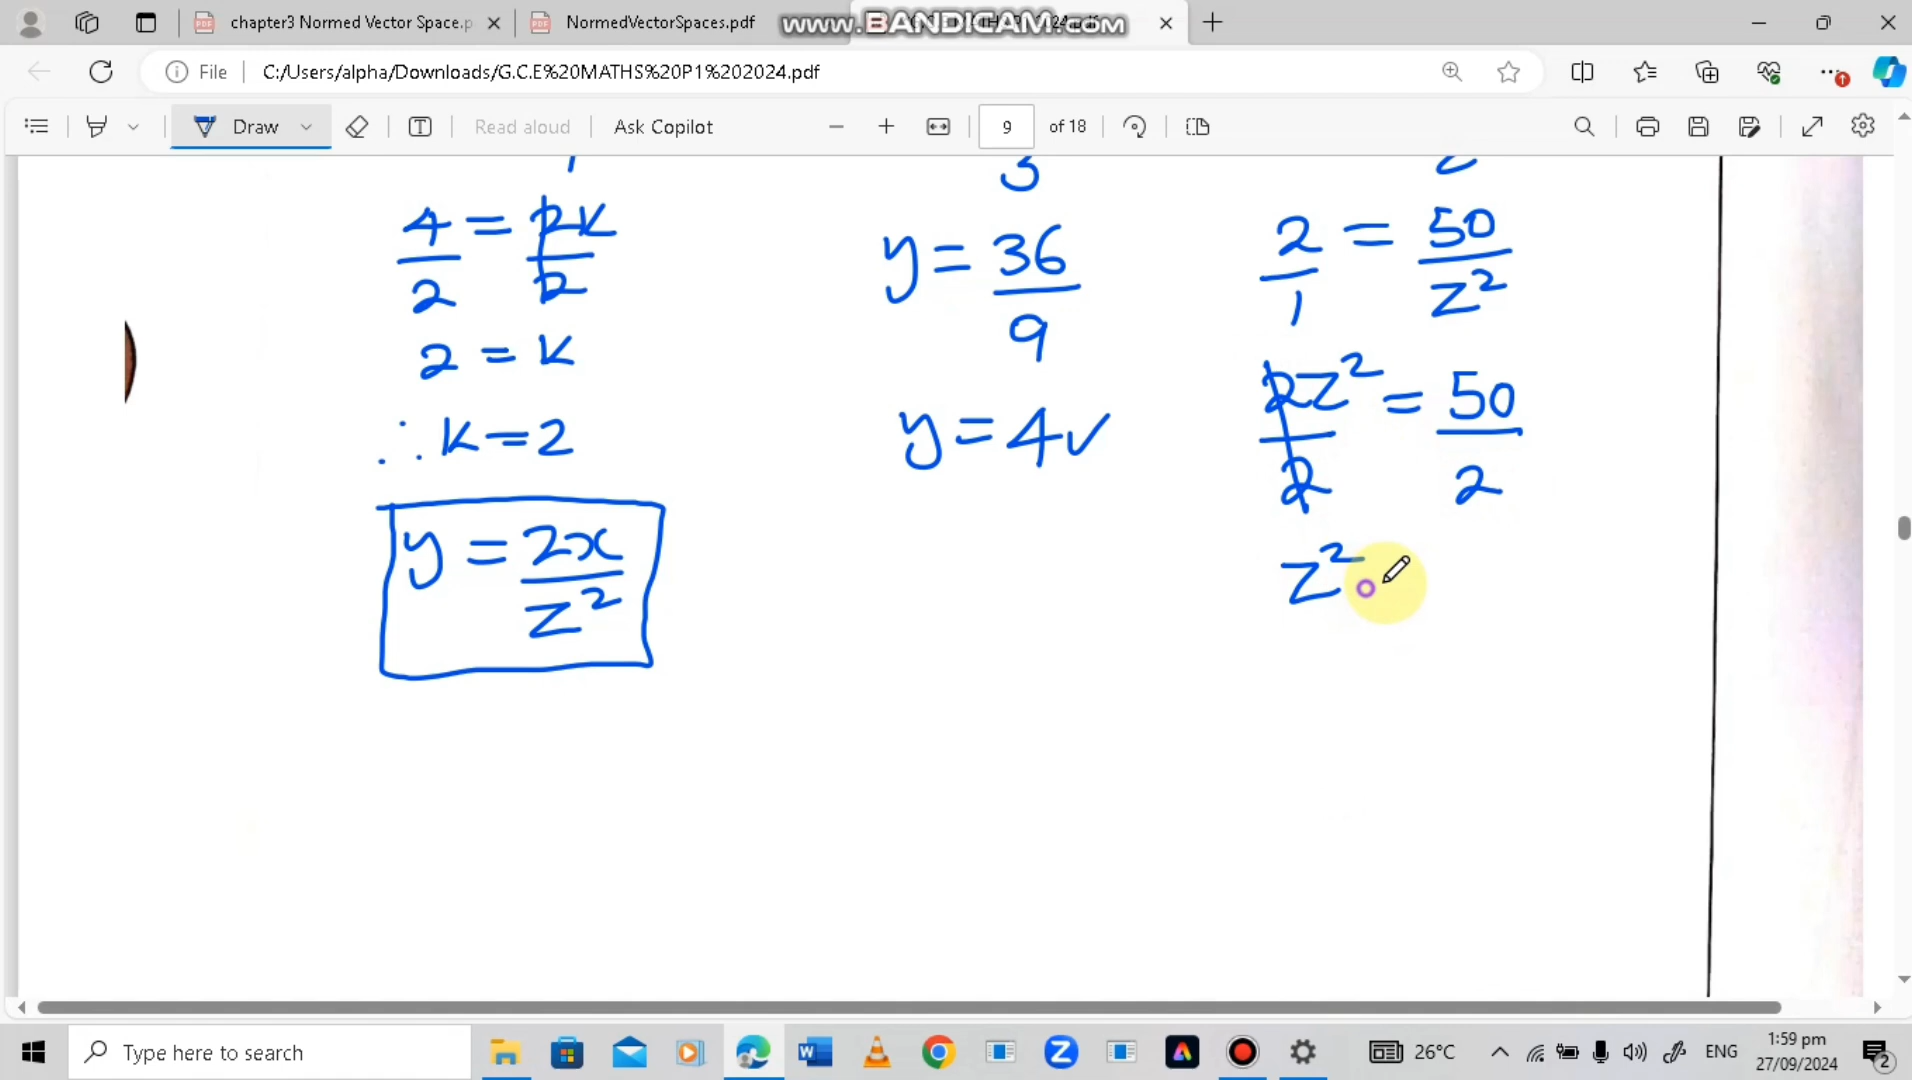 chapter3 Normed Vector Space.p
NormedVectorSpaces.pdf
www.BANDICAM.com
File
C:/Users/alpha/Downloads/G.C.E%20MATHS%20P1%202024.pdf
Draw
Read aloud
Ask Copilot
9
of 18
4/2 = 2k/2
2 = k
∴ k = 2
y = 2x/z²
3
y = 36/9
y = 4✓
2/1 = 50/z²
2z²/2 = 50/2
z²
Type here to search
26°C
ENG
1:59 pm
27/09/2024
2